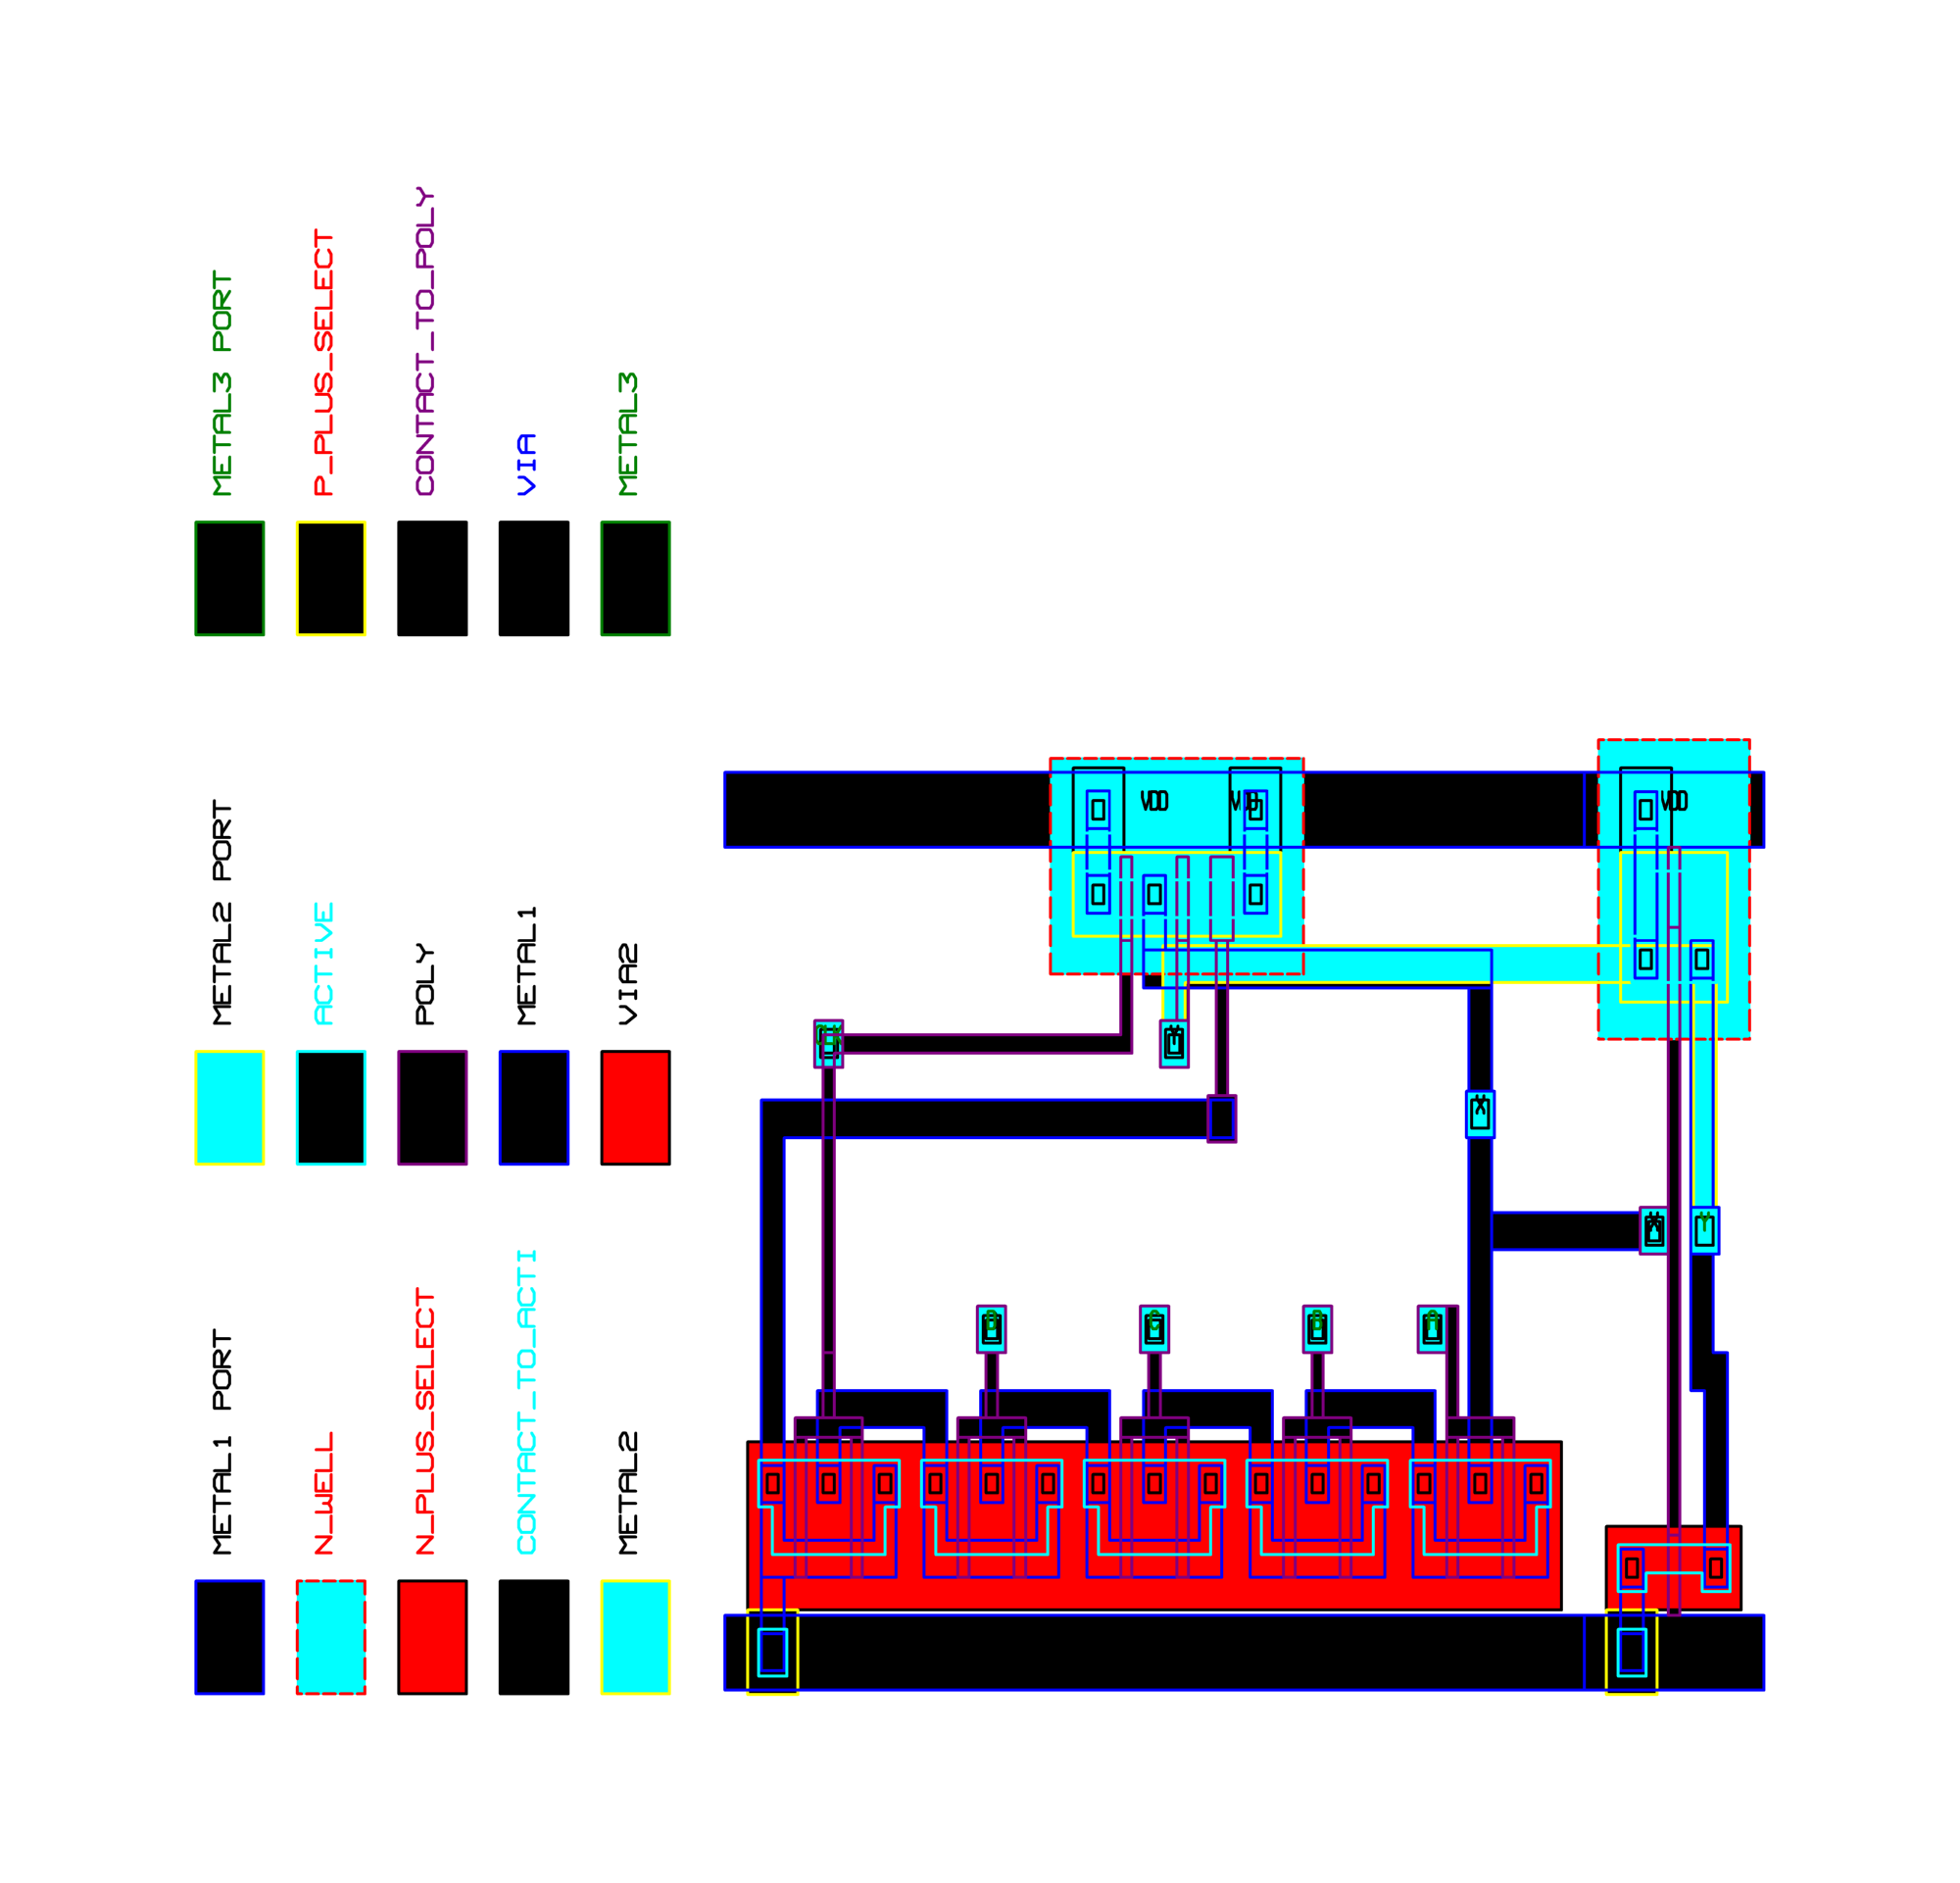 METAL3 PORT
P_PLUS_SELECT
CONTACT_TO_POLY
VIA
METAL3
METAL2 PORT
ACTIVE
POLY
METAL1
VIA2
METAL1 PORT
N_WELL
N_PLUS_SELECT
CONTACT_TO_ACTI
METAL2
VDD
VDD
VDD
CLK
Y
X
X
Y
D
C
B
A